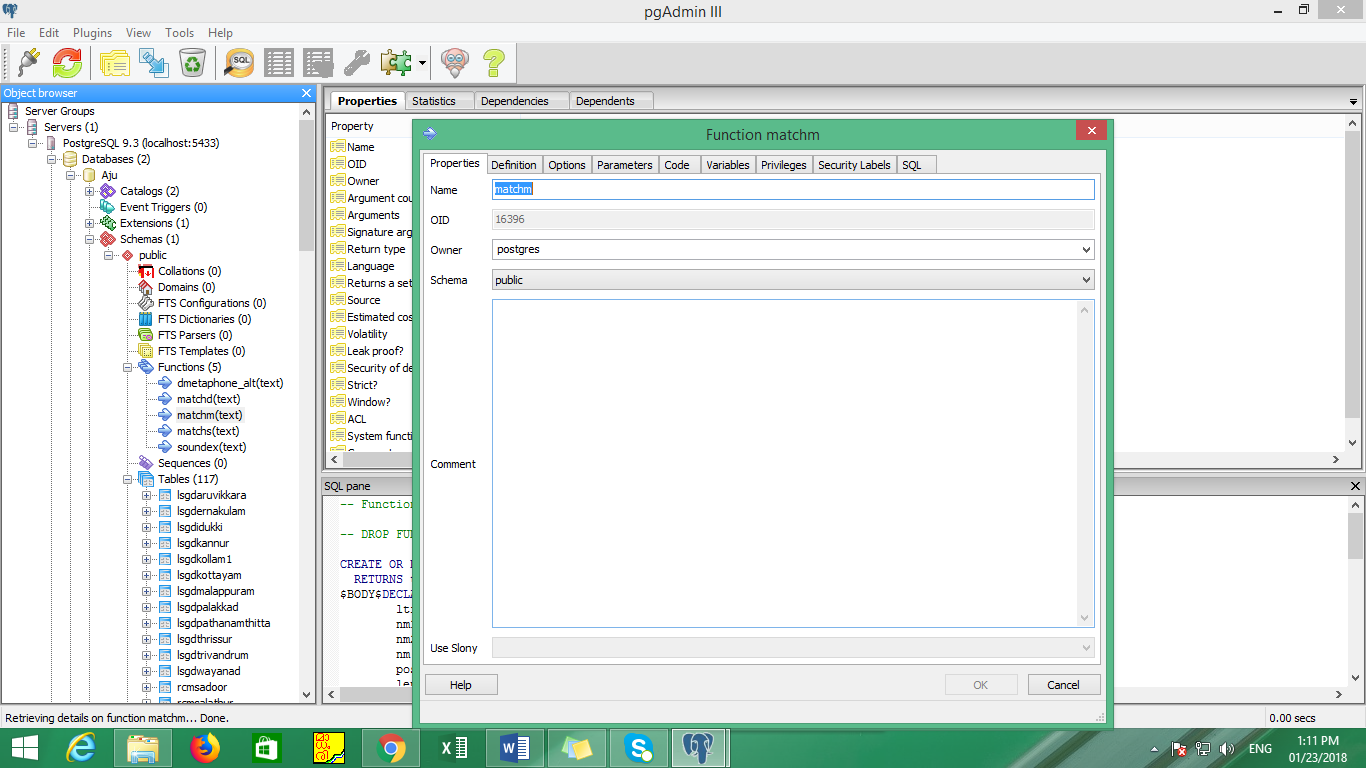 pgAdmin III
File Edit Plugins View Tools Help
SQL
Object browser
Server Groups
Servers (1)
PostgreSQL 9.3 (localhost:5433)
Databases (2)
Aju
Catalogs (2)
Event Triggers (0)
Extensions (1)
Schemas (1)
public
Collations (0)
Domains (0)
FTS Configurations (0)
FTS Dictionaries (0)
FTS Parsers (0)
FTS Templates (0)
Functions (5)
dmetaphone_alt(text)
matchd(text)
matchm(text)
matchs(text)
soundex(text)
Sequences (0)
Tables (117)
lsgdaruvikkara
lsgdernakulam
lsgdidukki
lsgdkannur
lsgdkollam1
lsgdkottayam
lsgdmalappuram
lsgdpalakkad
lsgdpathanamthitta
lsgdthrissur
lsgdtrivandrum
lsgdwayanad
rcmsadoor
Properties Statistics Dependencies Dependents
Property
Name
OID
Owner
Argument cou
Arguments
Signature arg
Return type
Language
Returns a set
Source
Estimated cos
Volatility
Leak proof?
Security of de
Strict?
Window?
ACL
System functi
SQL pane
-- Function
-- DROP FUN
CREATE OR
RETURNS
$BODY$DECLA
lt
nm
nm
nm
pos
Function matchm
Properties Definition Options Parameters Code Variables Privileges Security Labels SQL
Name matchm
OID 16396
Owner postgres
Schema public
Comment
Use Slony
Help OK Cancel
Retrieving details on function matchm... Done.
0.00 secs
ENG
1:11 PM
01/23/2018